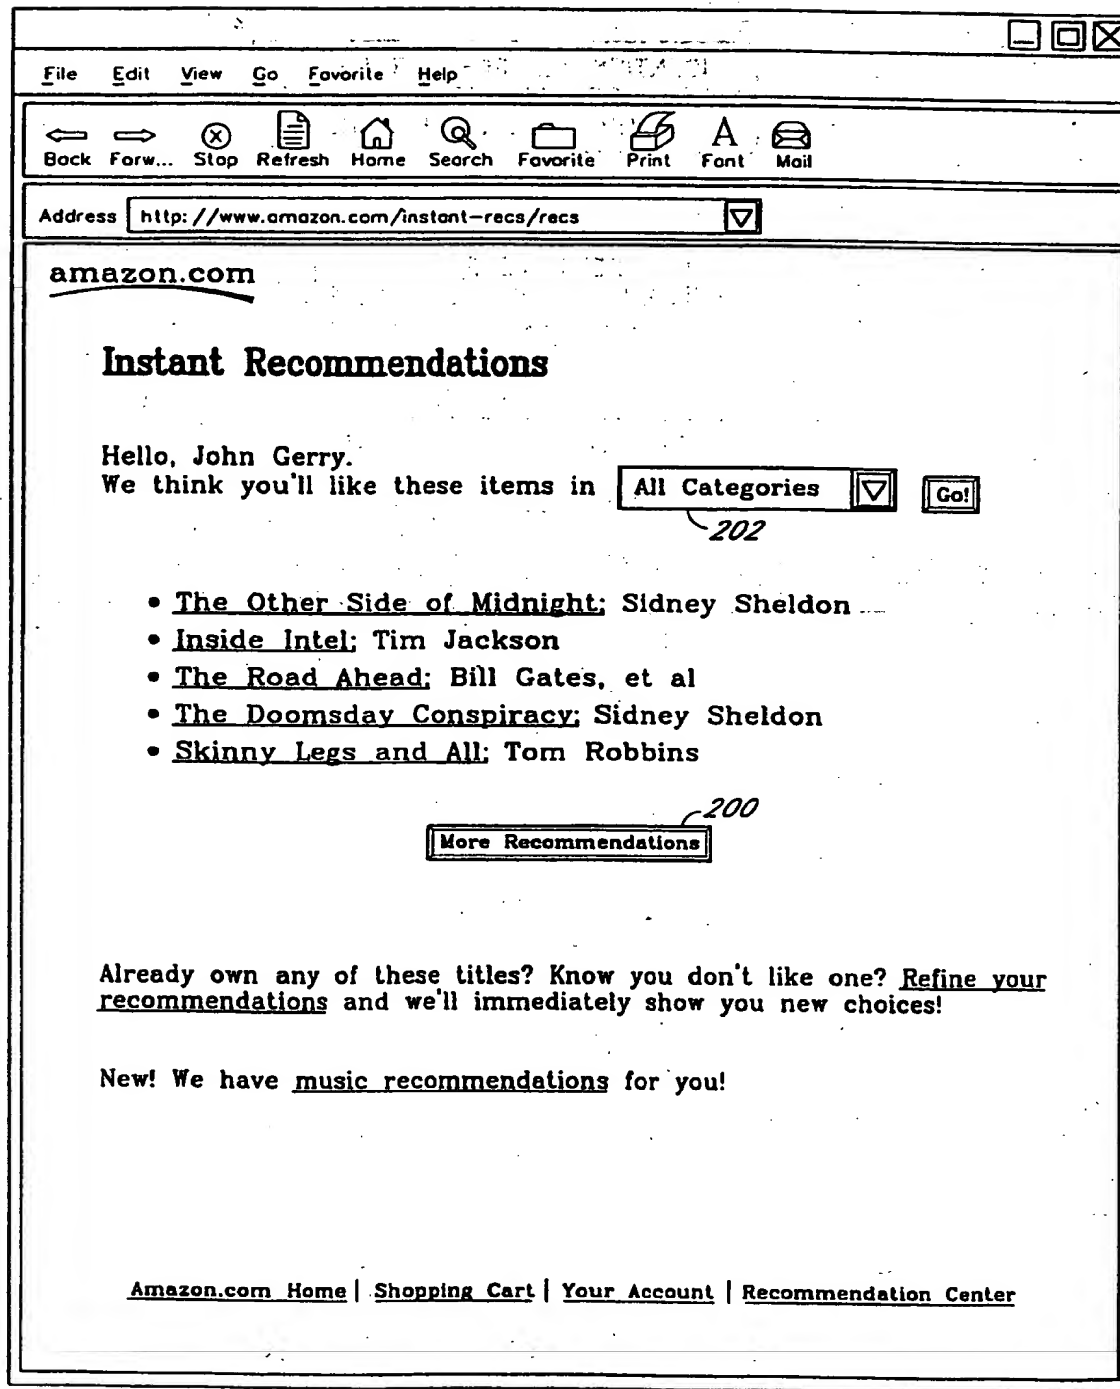 File Edit View Go Favorite Help
Back Forw... Stop Refresh Home Search Favorite Print Font Mail
Address http://www.amazon.com/instant-recs/recs
amazon.com
Instant Recommendations
Hello, John Gerry.
We think you'll like these items in All Categories Go!
202
• The Other Side of Midnight; Sidney Sheldon
• Inside Intel; Tim Jackson
• The Road Ahead; Bill Gates, et al
• The Doomsday Conspiracy; Sidney Sheldon
• Skinny Legs and All; Tom Robbins
200
More Recommendations
Already own any of these titles? Know you don't like one? Refine your
recommendations and we'll immediately show you new choices!
New! We have music recommendations for you!
Amazon.com Home | Shopping Cart | Your Account | Recommendation Center